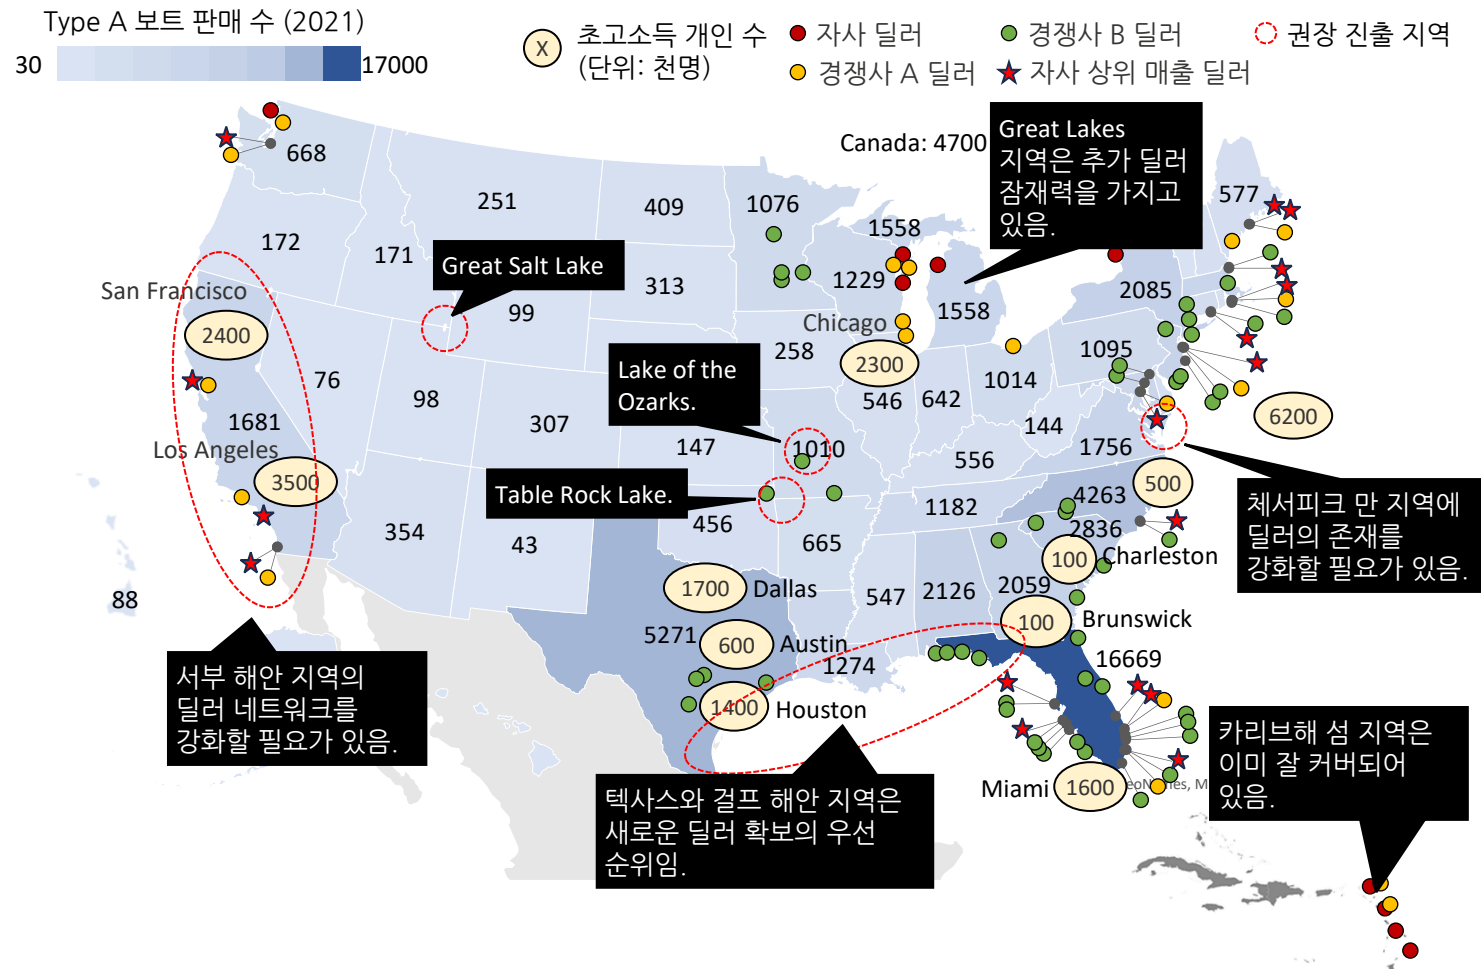 Type A 보트 판매 수 (2021)
30
17000
X
초고소득 개인 수
(단위: 천명)
자사 딜러
경쟁사 A 딜러
경쟁사 B 딜러
자사 상위 매출 딜러
권장 진출 지역
668
Canada: 4700
Great Lakes
지역은 추가 딜러
잠재력을 가지고
있음.
251
409
1076
1558
577
172
171
Great Salt Lake
313
1229
2085
San Francisco
99
1558
2400
Chicago
258
2300
1095
Lake of the
Ozarks.
76
98
1014
546
642
6200
1681
307
144
Los Angeles
147
1010
556
1756
3500
Table Rock Lake.
500
4263
체서피크 만 지역에
딜러의 존재를
강화할 필요가 있음.
354
43
456
665
1182
2836
100
Charleston
88
1700
Dallas
547
2126
2059
100
Brunswick
5271
600
Austin
1274
16669
서부 해안 지역의
딜러 네트워크를
강화할 필요가 있음.
1400
Houston
카리브해 섬 지역은
이미 잘 커버되어
있음.
Miami
1600
텍사스와 걸프 해안 지역은
새로운 딜러 확보의 우선
순위임.